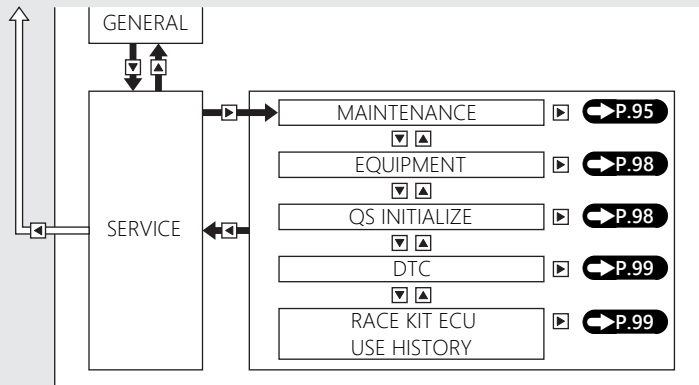 GENERAL
SERVICE
MAINTENANCE P.95
EQUIPMENT P.98
QS INITIALIZE P.98
DTC P.99
RACE KIT ECU P.99
USE HISTORY